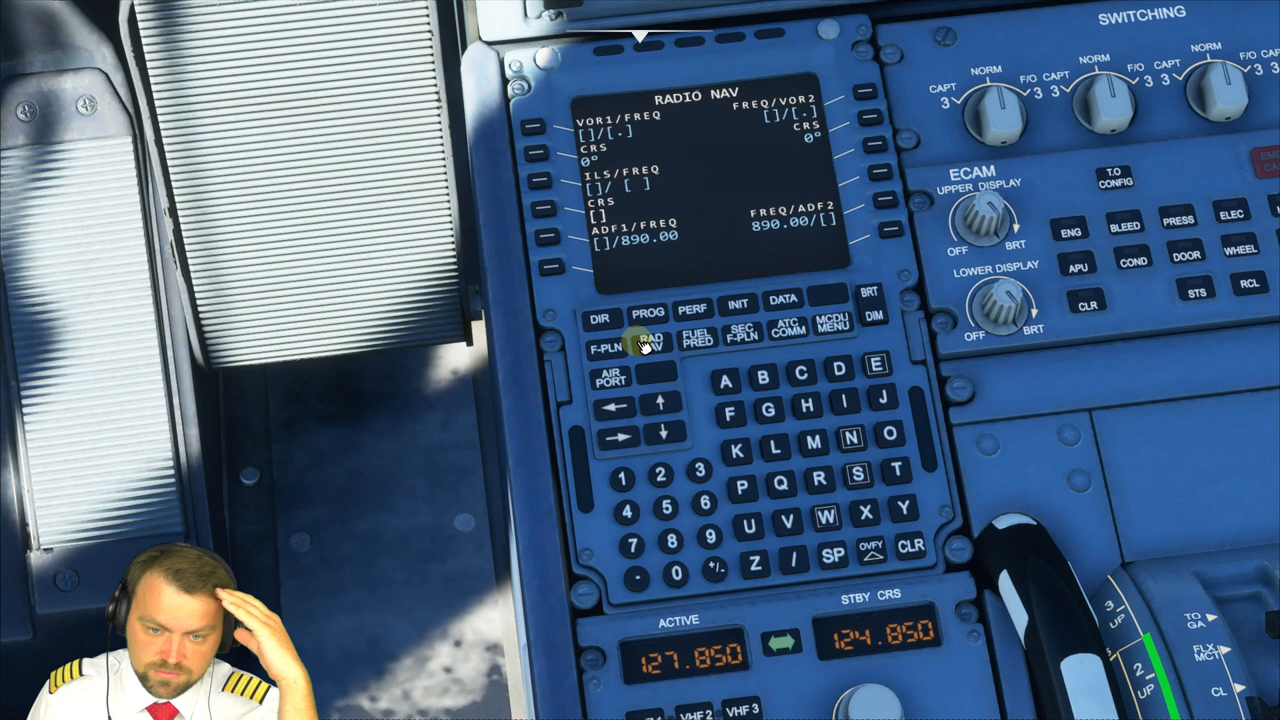 SWITCHING
NORM
NORM
NORM
CAPT
3
F/O
3
CAPT
3
F/O
3
CAPT
3
F/O
3
RADIO NAV
VOR1/FREQ
FREQ/VOR2
[]/[.]
[]/[.]
CRS
CRS
0°
0°
ILS/FREQ
[]/ [ ]
CRS
[]
ADF1/FREQ
FREQ/ADF2
[]/890.00
890.00/[]
ECAM
UPPER DISPLAY
OFF
BRT
LOWER DISPLAY
OFF
BRT
T.O
CONFIG
ENG
BLEED
PRESS
ELEC
APU
COND
DOOR
WHEEL
CLR
STS
RCL
DIR
PROG
PERF
INIT
DATA
BRT
DIM
F-PLN
RAD
FUEL
PRED
SEC
F-PLN
ATC
COMM
MCDU
MENU
AIR
PORT
← ↑
→ ↓
A B C D E
F G H I J
K L M N O
P Q R S T
U V W X Y
Z / SP OVFY CLR
1 2 3
4 5 6
7 8 9
. 0 +/-
ACTIVE
STBY CRS
127.850
124.850
VHF2
VHF3
3
UP
2
UP
TO
GA
FLX
MCT
CL